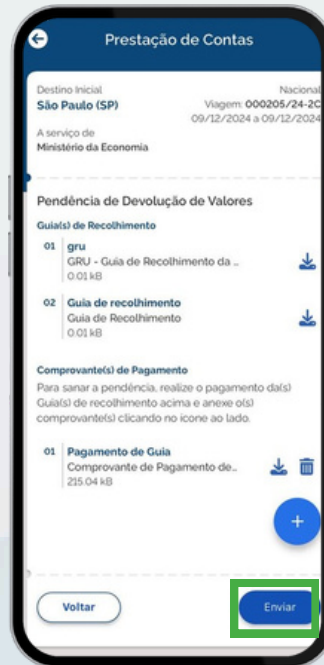 Prestação de Contas
Destino Inicial
Nacional
São Paulo (SP)
Viagem: 000205/24-2C
09/12/2024 a 09/12/2024
A serviço de
Ministério da Economia
Pendência de Devolução de Valores
Guia(s) de Recolhimento
01 gru
GRU - Guia de Recolhimento da ...
0.01 kB
02 Guia de recolhimento
Guia de Recolhimento
0.01 kB
Comprovante(s) de Pagamento
Para sanar a pendência, realize o pagamento da(s)
Guia(s) de recolhimento acima e anexe o(s)
comprovante(s) clicando no ícone ao lado.
01 Pagamento de Guia
Comprovante de Pagamento de...
215.04 kB
+
Voltar
Enviar